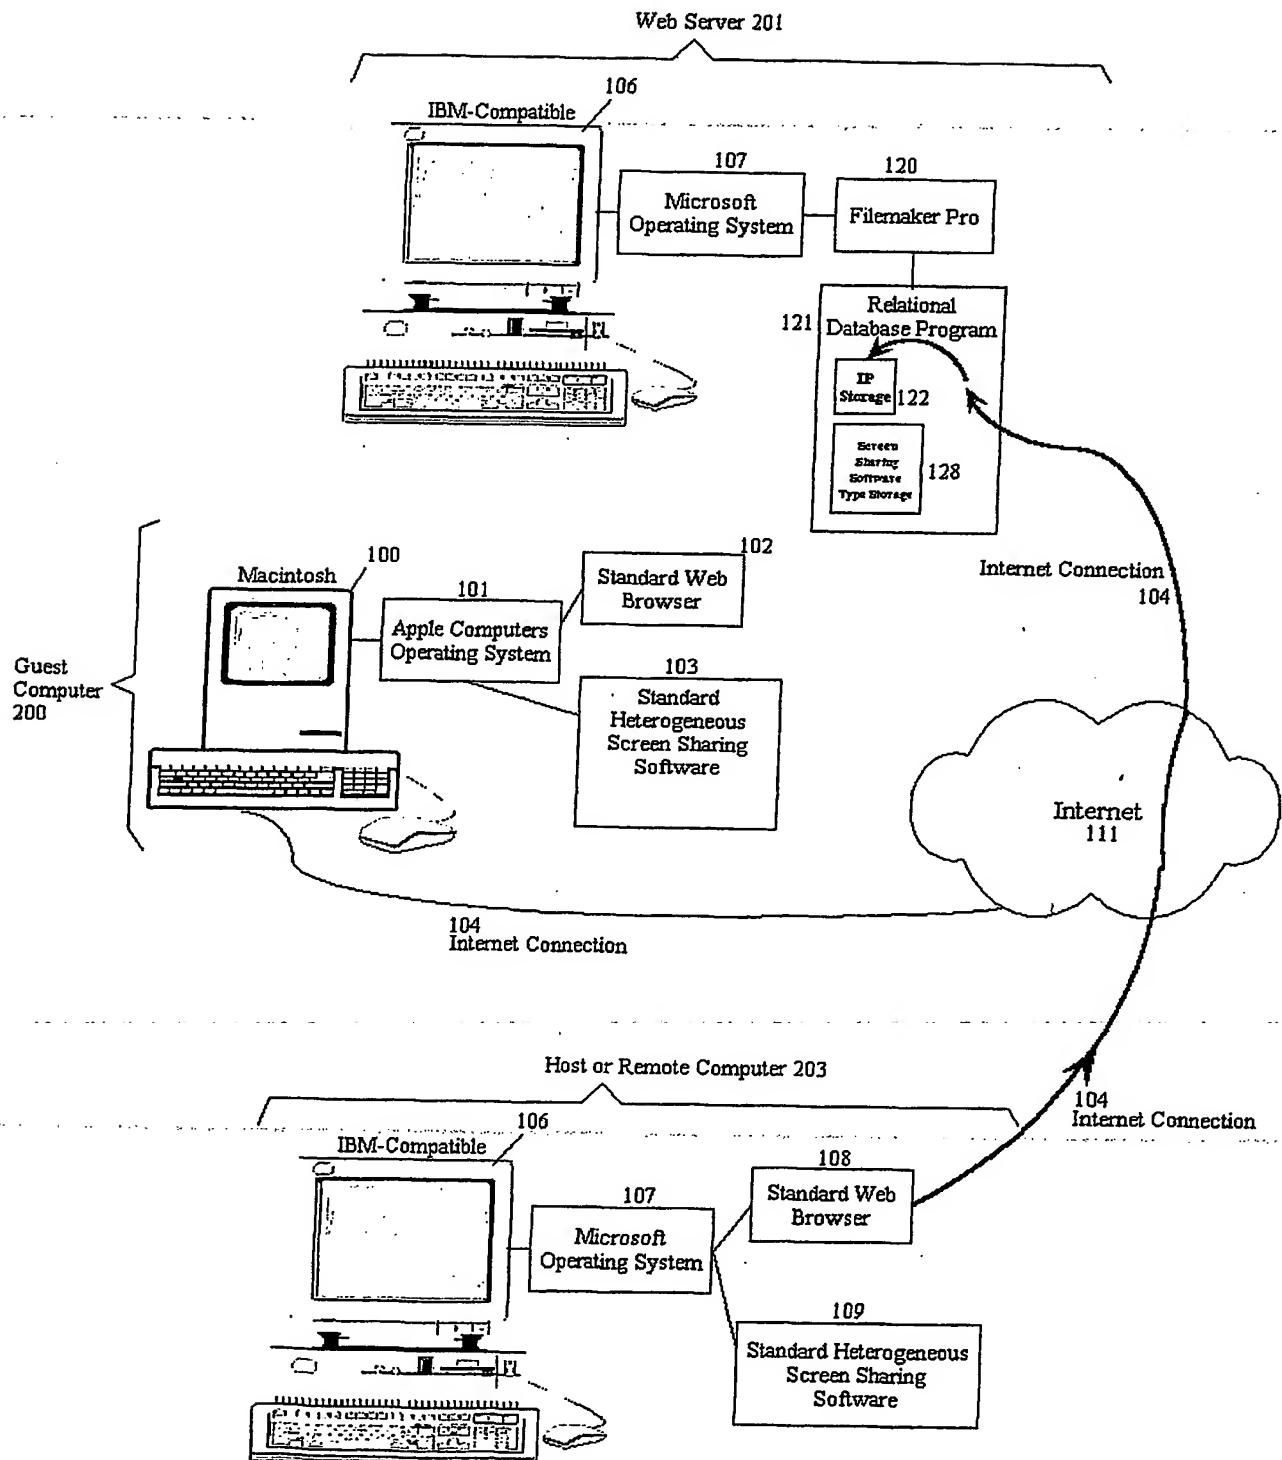 Web Server 201
106
IBM-Compatible
107
Microsoft
Operating System
120
Filemaker Pro
121
Relational
Database Program
IP
Storage
122
Screen
Sharing
Software
Type Storage
128
Internet Connection
104
Guest
Computer
200
Macintosh
100
101
Apple Computers
Operating System
102
Standard Web
Browser
103
Standard
Heterogeneous
Screen Sharing
Software
Internet
111
104
Internet Connection
Host or Remote Computer 203
104
Internet Connection
106
IBM-Compatible
107
Microsoft
Operating System
108
Standard Web
Browser
109
Standard Heterogeneous
Screen Sharing
Software